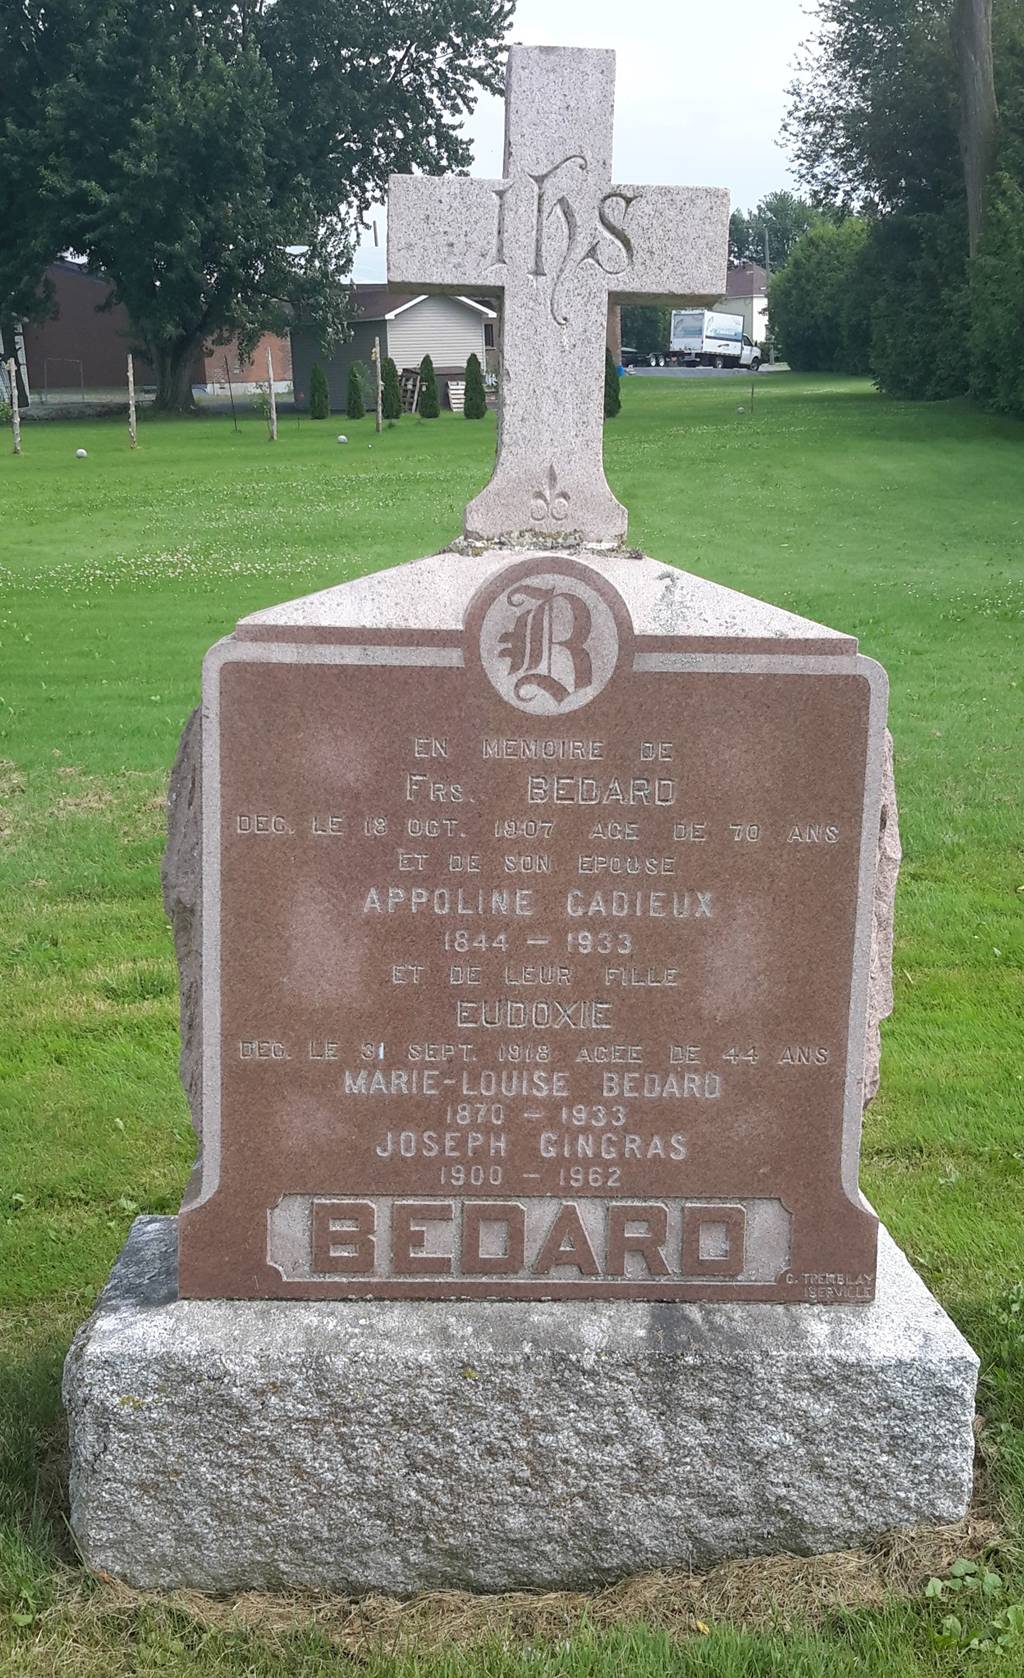 IHS
B
EN MEMOIRE DE
FRS. BEDARD
DEC. LE 18 OCT. 1907 AGE DE 70 ANS
ET DE SON EPOUSE
APPOLINE CADIEUX
1844 - 1933
ET DE LEUR FILLE
EUDOXIE
DEC. LE 31 SEPT. 1918 AGEE DE 44 ANS
MARIE-LOUISE BEDARD
1870 - 1933
JOSEPH GINGRAS
1900 - 1962
BEDARD
G. TREMBLAY
IBERVILLE